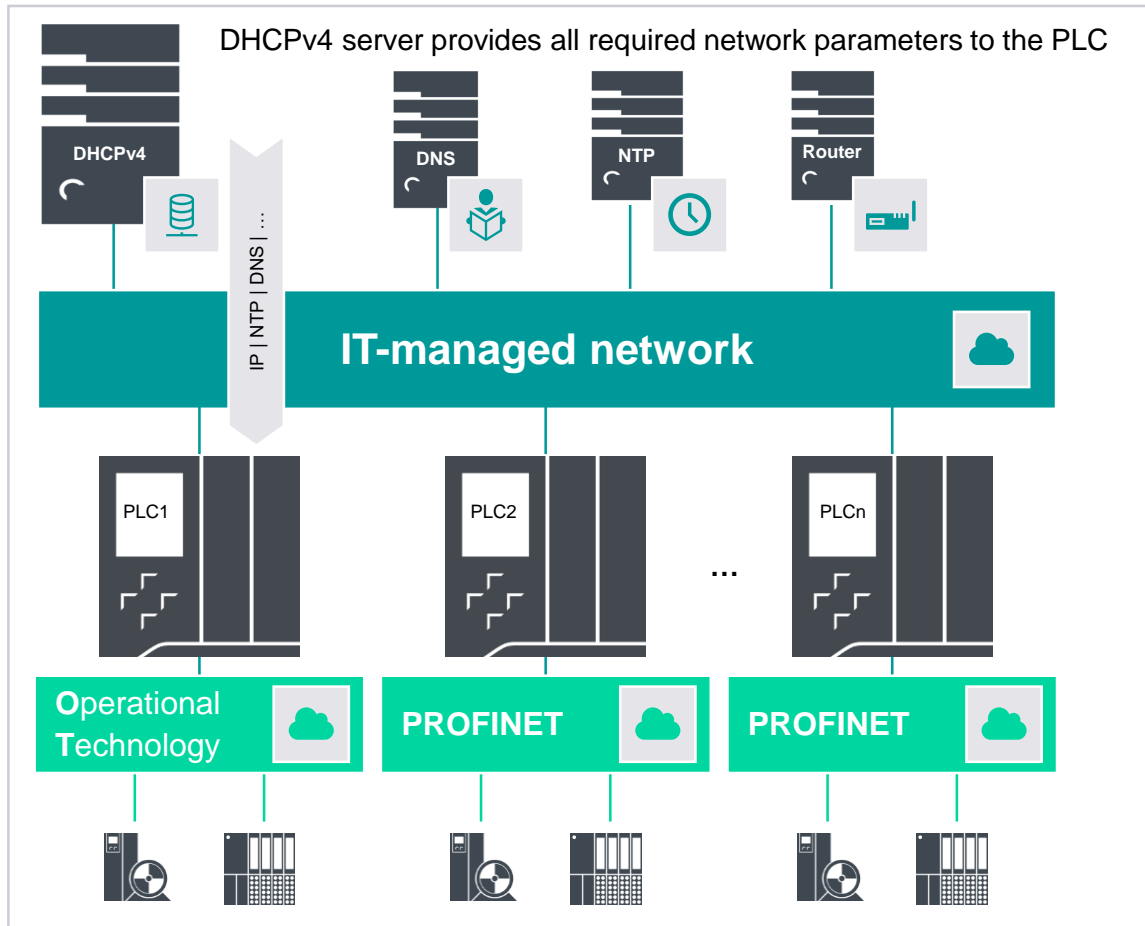 DHCPv4 server provides all required network parameters to the PLC
DHCPv4
DNS
NTP
Router
IP | NTP | DNS | …
IT-managed network
PLC1
PLC2
...
PLCn
Operational
Technology
PROFINET
PROFINET